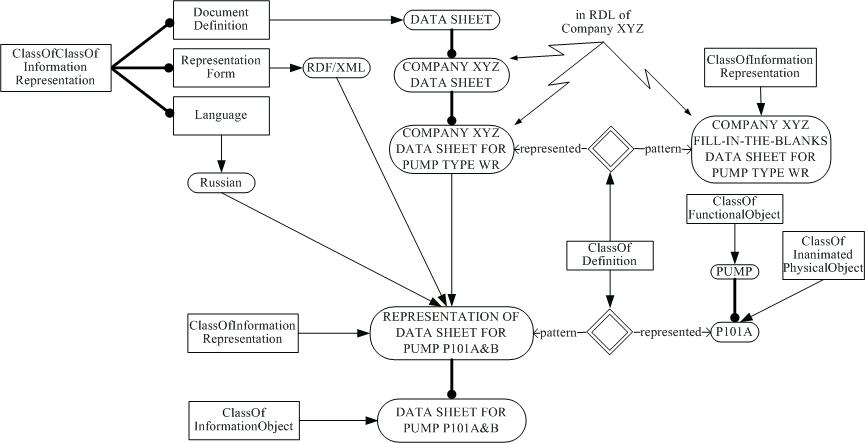 Document
Definition
DATA SHEET
in RDL of
Company XYZ
ClassOfClassOf
Information
Representation
Representation
Form
RDF/XML
COMPANY XYZ
DATA SHEET
ClassOfInformation
Representation
Language
COMPANY XYZ
DATA SHEET FOR
PUMP TYPE WR
represented
pattern
COMPANY XYZ
FILL-IN-THE-BLANKS
DATA SHEET FOR
PUMP TYPE WR
Russian
ClassOf
FunctionalObject
ClassOf
Definition
ClassOf
Inanimated
PhysicalObject
PUMP
ClassOfInformation
Representation
REPRESENTATION OF
DATA SHEET FOR
PUMP P101A&B
pattern
represented
P101A
ClassOf
InformationObject
DATA SHEET FOR
PUMP P101A&B